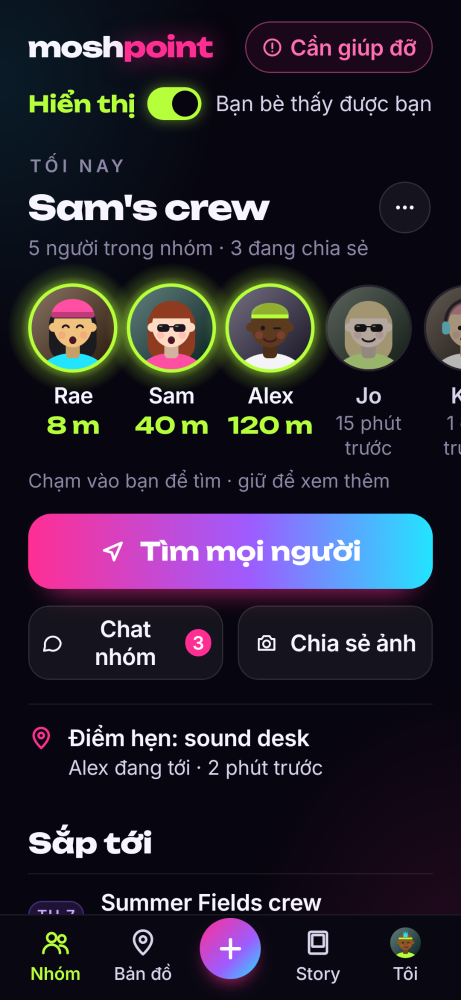 moshpoint
Cần giúp đỡ
Hiển thị
Bạn bè thấy được bạn
TỐI NAY
Sam's crew
5 người trong nhóm · 3 đang chia sẻ
Rae
Sam
Alex
Jo
8 m
40 m
120 m
15 phút
trước
Chạm vào bạn để tìm · giữ để xem thêm
Tìm mọi người
Chat
nhóm
3
Chia sẻ ảnh
Điểm hẹn: sound desk
Alex đang tới · 2 phút trước
Sắp tới
Summer Fields crew
Nhóm
Bản đồ
Story
Tôi